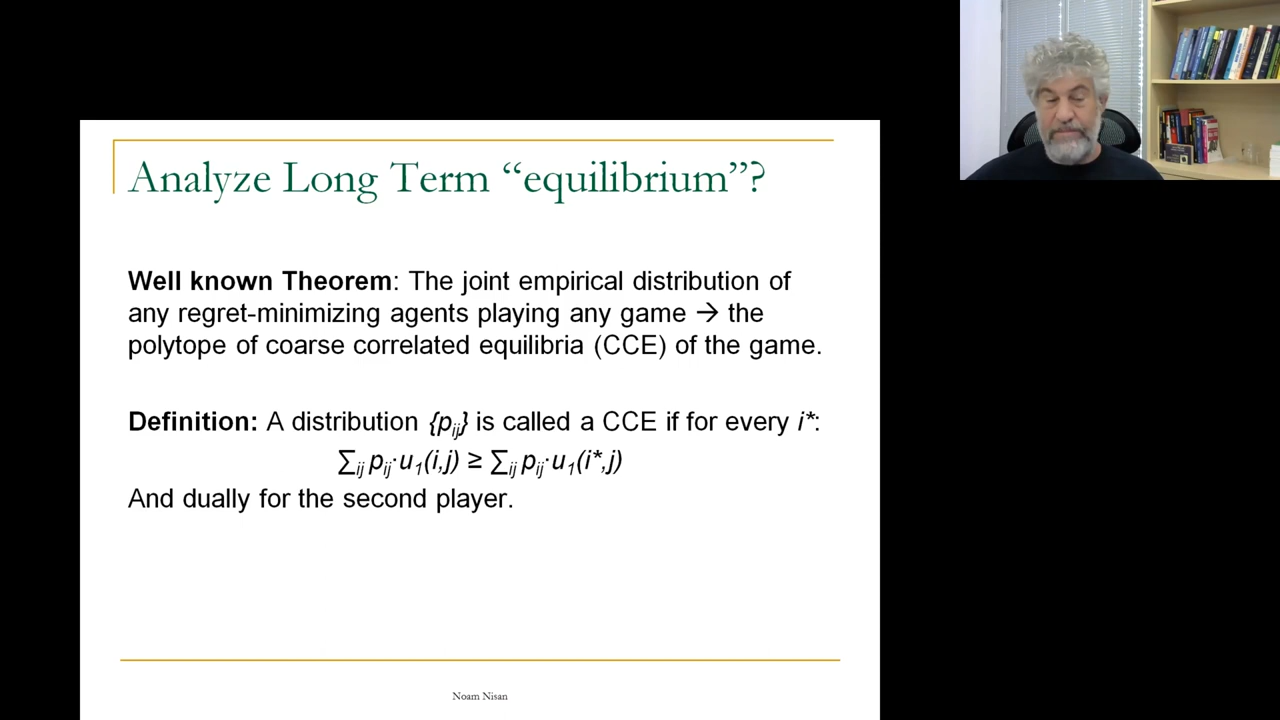 Analyze Long Term “equilibrium”?
Well known Theorem: The joint empirical distribution of
any regret-minimizing agents playing any game → the
polytope of coarse correlated equilibria (CCE) of the game.
Definition: A distribution {pij} is called a CCE if for every i*:
∑ij pij·u1(i,j) ≥ ∑ij pij·u1(i*,j)
And dually for the second player.
Noam Nisan